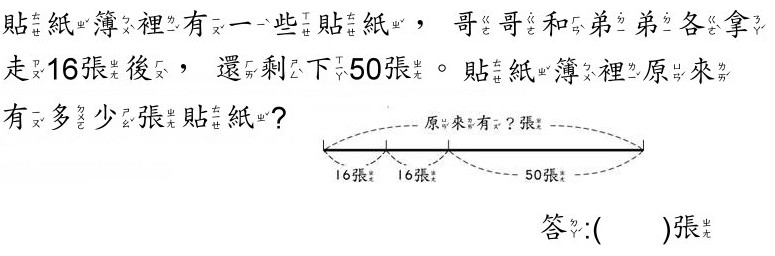 貼紙簿裡有一些貼紙，哥哥和弟弟各拿
走16張後，還剩下50張。貼紙簿裡原來
有多少張貼紙?
原來有?張
16張 16張 50張
答:( )張